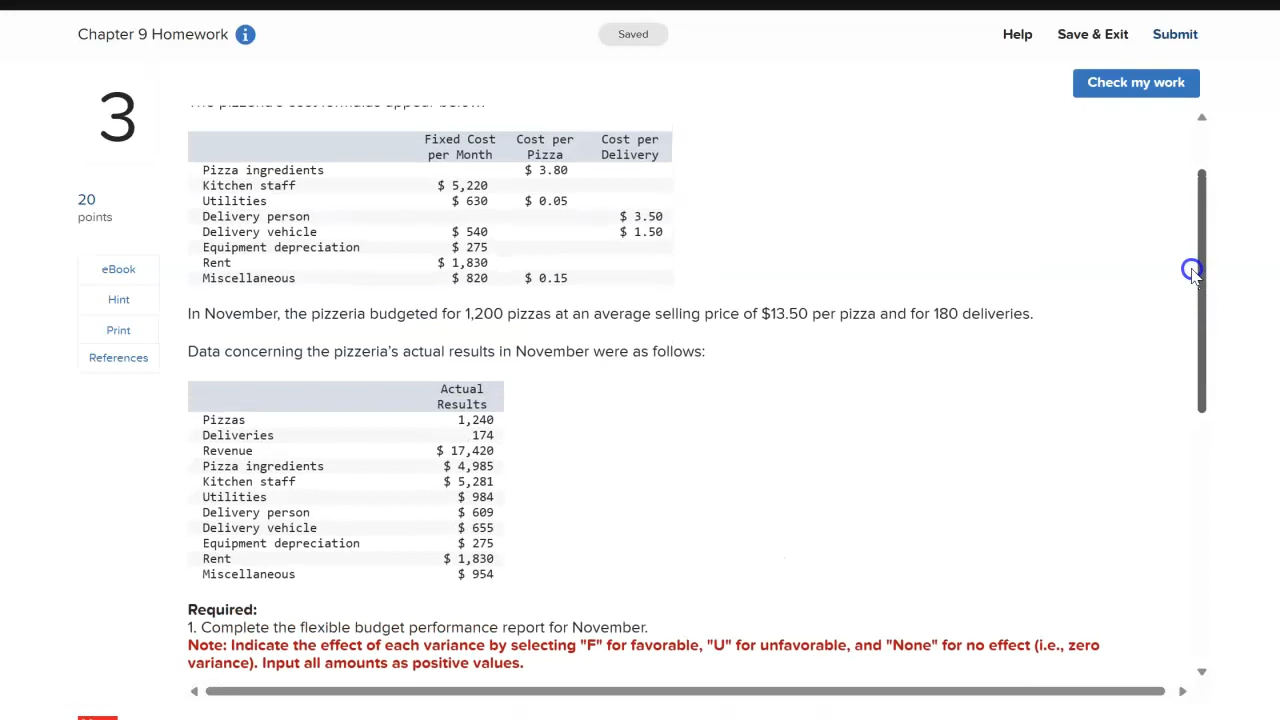 Chapter 9 Homework i
Saved
Help Save & Exit Submit
Check my work
3
20
points
eBook
Hint
Print
References
The pizzeria's cost formulas appear below:
Fixed Cost per Month Cost per Pizza Cost per Delivery
Pizza ingredients $ 3.80
Kitchen staff $ 5,220
Utilities $ 630 $ 0.05
Delivery person $ 3.50
Delivery vehicle $ 540 $ 1.50
Equipment depreciation $ 275
Rent $ 1,830
Miscellaneous $ 820 $ 0.15
In November, the pizzeria budgeted for 1,200 pizzas at an average selling price of $13.50 per pizza and for 180 deliveries.
Data concerning the pizzeria’s actual results in November were as follows:
Actual
Results
Pizzas 1,240
Deliveries 174
Revenue $ 17,420
Pizza ingredients $ 4,985
Kitchen staff $ 5,281
Utilities $ 984
Delivery person $ 609
Delivery vehicle $ 655
Equipment depreciation $ 275
Rent $ 1,830
Miscellaneous $ 954
Required:
1. Complete the flexible budget performance report for November.
Note: Indicate the effect of each variance by selecting "F" for favorable, "U" for unfavorable, and "None" for no effect (i.e., zero
variance). Input all amounts as positive values.